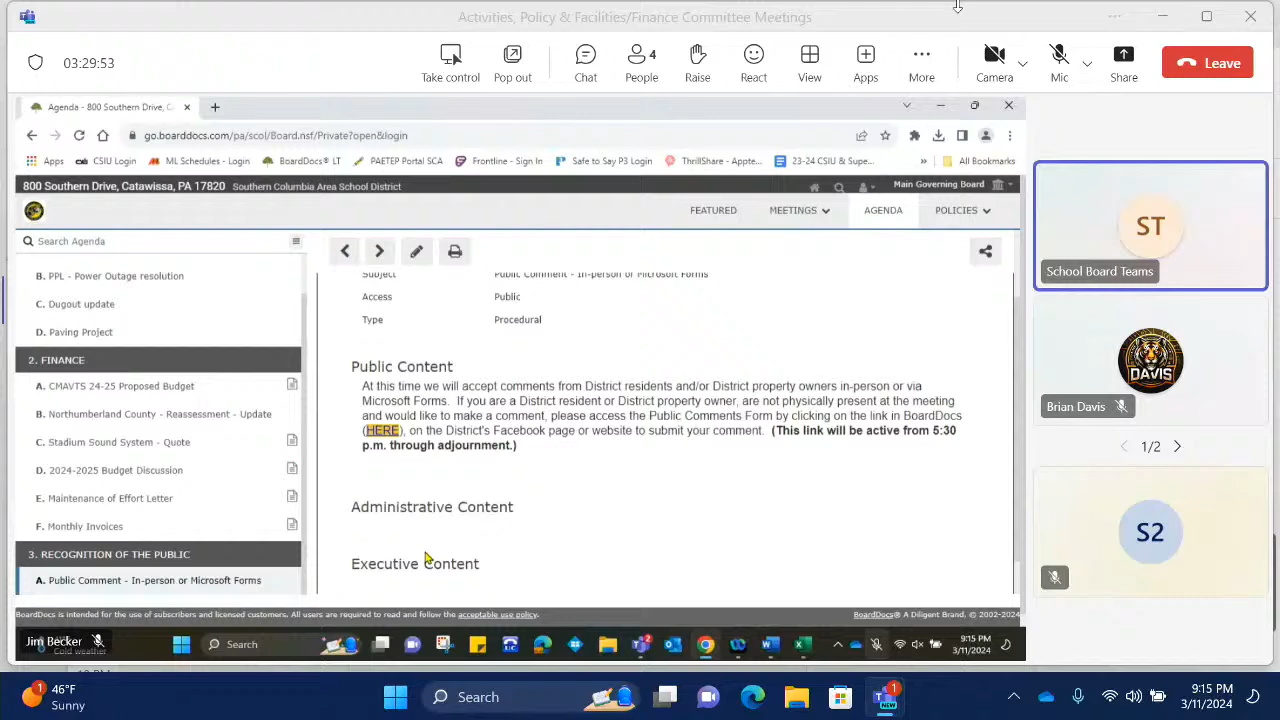 Activities, Policy & Facilities/Finance Committee Meetings
03:29:53
Take control
Pop out
Chat
4
People
Raise
React
View
Apps
More
Camera
Mic
Share
Leave
Agenda - 800 Southern Drive, C
go.boarddocs.com/pa/scol/Board.nsf/Private?open&login
Apps
CSIU Login
ML Schedules - Login
BoardDocs® LT
PAETEP Portal SCA
Frontline - Sign In
Safe to Say P3 Login
ThrillShare - Appte...
23-24 CSIU & Supe...
»
All Bookmarks
800 Southern Drive, Catawissa, PA 17820 Southern Columbia Area School District
Main Governing Board
FEATURED
MEETINGS
AGENDA
POLICIES
Search Agenda
B. PPL - Power Outage resolution
C. Dugout update
D. Paving Project
2. FINANCE
A. CMAVTS 24-25 Proposed Budget
B. Northumberland County - Reassessment - Update
C. Stadium Sound System - Quote
D. 2024-2025 Budget Discussion
E. Maintenance of Effort Letter
F. Monthly Invoices
3. RECOGNITION OF THE PUBLIC
A. Public Comment - In-person or Microsoft Forms
Subject Public Comment - In-person or Microsoft Forms
Access Public
Type Procedural
Public Content
At this time we will accept comments from District residents and/or District property owners in-person or via
Microsoft Forms. If you are a District resident or District property owner, are not physically present at the meeting
and would like to make a comment, please access the Public Comments Form by clicking on the link in BoardDocs
(HERE), on the District's Facebook page or website to submit your comment. (This link will be active from 5:30
p.m. through adjournment.)
Administrative Content
Executive Content
BoardDocs is intended for the use of subscribers and licensed customers. All users are required to read and follow the acceptable use policy.
BoardDocs® A Diligent Brand, © 2002-2024
Jim Becker
Cold weather
Search
2
9:15 PM
3/11/2024
ST
School Board Teams
DAVIS
Brian Davis
1/2
S2
1
46°F
Sunny
Search
1
NEW
9:15 PM
3/11/2024